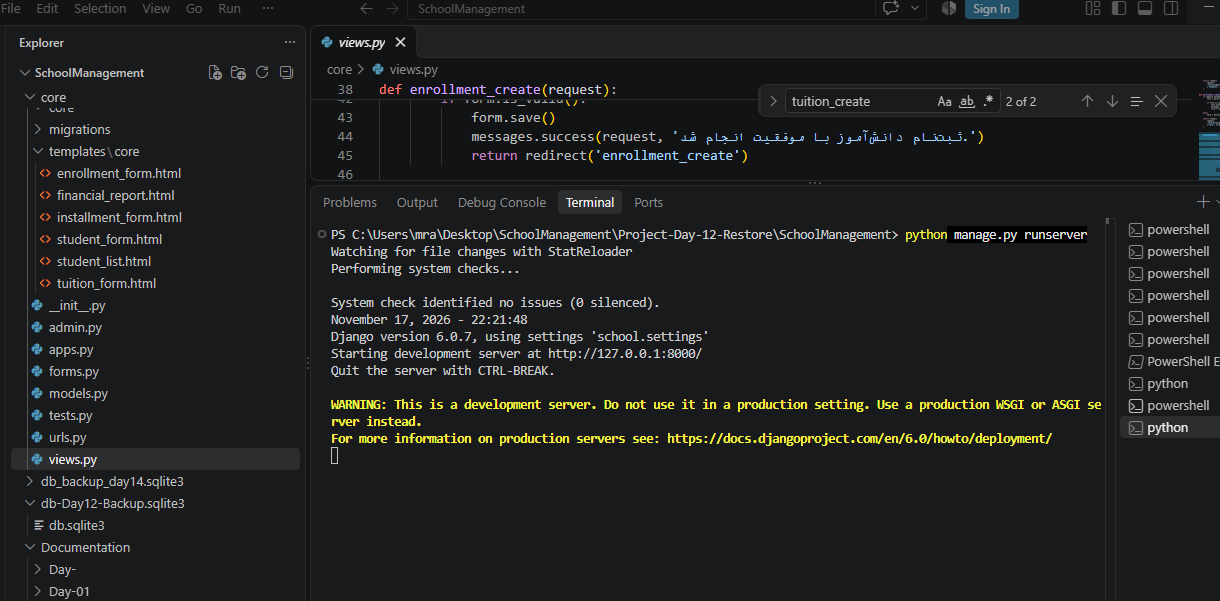 File Edit Selection View Go Run ··· SchoolManagement Sign In
Explorer ···
SchoolManagement
core
core
migrations
templates\core
enrollment_form.html
financial_report.html
installment_form.html
student_form.html
student_list.html
tuition_form.html
__init__.py
admin.py
apps.py
forms.py
models.py
tests.py
urls.py
views.py
db_backup_day14.sqlite3
db-Day12-Backup.sqlite3
db.sqlite3
Documentation
Day-
Day-01
views.py
core > views.py
38 def enrollment_create(request):
42 if form.is_valid():
43 form.save()
44 messages.success(request, 'ثبت‌نام دانش‌آموز با موفقیت انجام شد.')
45 return redirect('enrollment_create')
46
tuition_create Aa ab .* 2 of 2
Problems Output Debug Console Terminal Ports
PS C:\Users\mra\Desktop\SchoolManagement\Project-Day-12-Restore\SchoolManagement> python manage.py runserver
Watching for file changes with StatReloader
Performing system checks...
System check identified no issues (0 silenced).
November 17, 2026 - 22:21:48
Django version 6.0.7, using settings 'school.settings'
Starting development server at http://127.0.0.1:8000/
Quit the server with CTRL-BREAK.
WARNING: This is a development server. Do not use it in a production setting. Use a production WSGI or ASGI se
rver instead.
For more information on production servers see: https://docs.djangoproject.com/en/6.0/howto/deployment/
powershell
powershell
powershell
powershell
powershell
powershell
PowerShell E
python
powershell
python